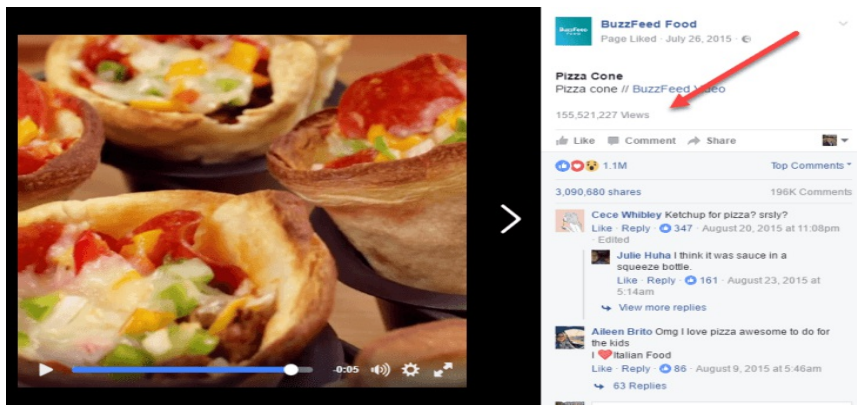 BuzzFeed Food
BuzzFeed Food
Page Liked · July 26, 2015 ·
Pizza Cone
Pizza cone // BuzzFeed Video
155,521,227 Views
Like Comment Share
1.1M Top Comments
3,090,680 shares 196K Comments
Cece Whibley Ketchup for pizza? srsly?
Like · Reply · 347 · August 20, 2015 at 11:08pm
· Edited
Julie Huha I think it was sauce in a
squeeze bottle.
Like · Reply · 161 · August 23, 2015 at
5:14am
View more replies
Aileen Brito Omg I love pizza awesome to do for
the kids
I ❤Italian Food
Like · Reply · 86 · August 9, 2015 at 5:46am
63 Replies
-0:05